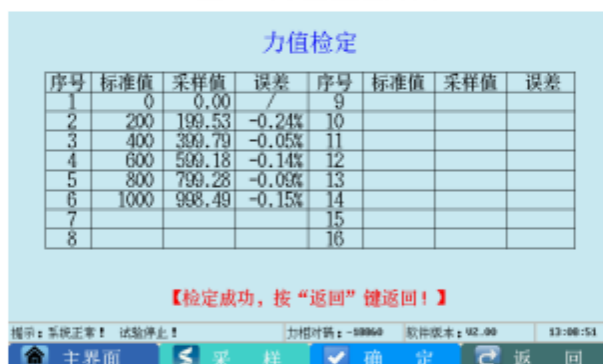 力值检定
序号 标准值 采样值 误差 序号 标准值 采样值 误差
1 0 0.00 / 9
2 200 199.53 -0.24% 10
3 400 399.79 -0.05% 11
4 600 599.18 -0.14% 12
5 800 799.28 -0.09% 13
6 1000 998.49 -0.15% 14
7 15
8 16
【检定成功，按“返回”键返回！】
提示：系统正常！ 试验停止！ 力相对码：-10060 软件版本：V2.00 13:08:51
主界面 采 样 确 定 返 回